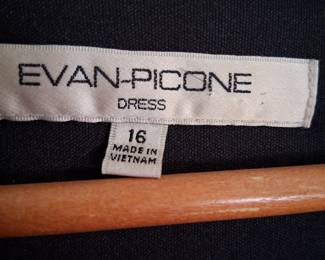 EVAN-PICONE
DRESS
16
MADE IN
VIETNAM